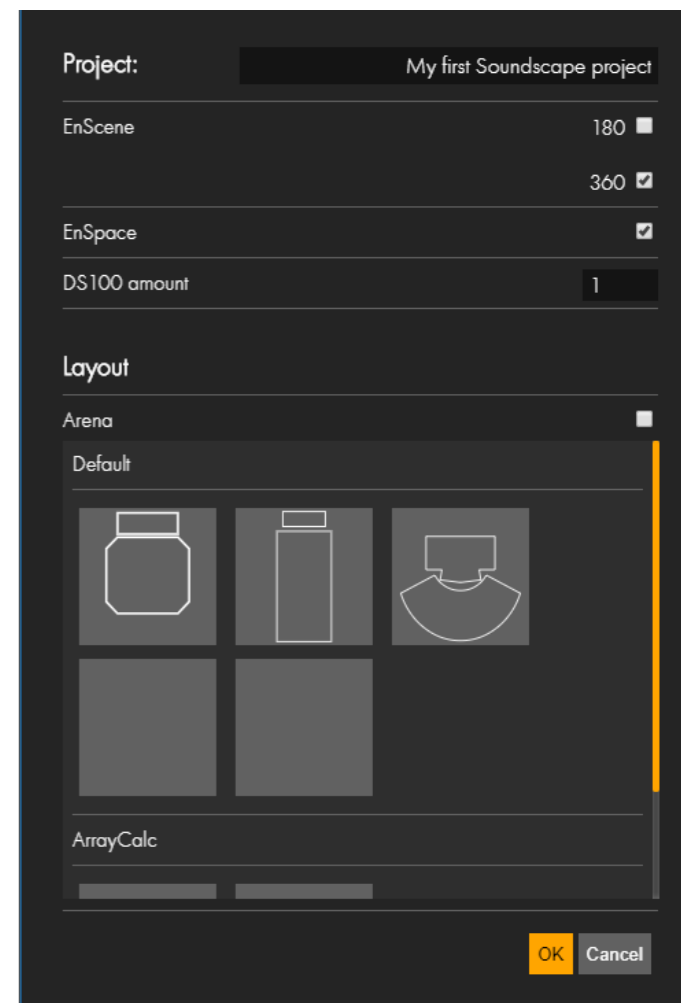 Project: My first Soundscape project
EnScene 180
360
EnSpace
DS100 amount 1
Layout
Arena
Default
ArrayCalc
OK Cancel